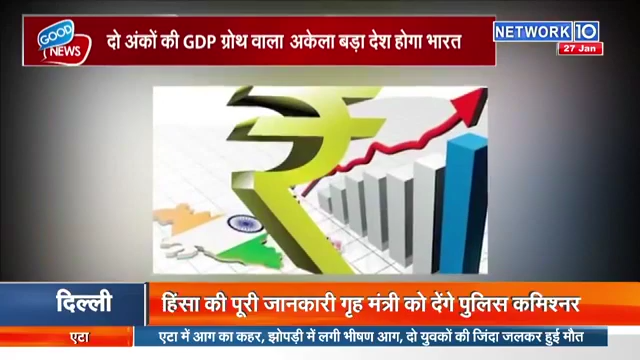 GOOD NEWS
दो अंकों की GDP ग्रोथ वाला अकेला बड़ा देश होगा भारत
NETWORK 10
27 Jan
दिल्ली
हिंसा की पूरी जानकारी गृह मंत्री को देंगे पुलिस कमिश्नर
एटा
एटा में आग का कहर, झोपड़ी में लगी भीषण आग, दो युवकों की जिंदा जलकर हुई मौत